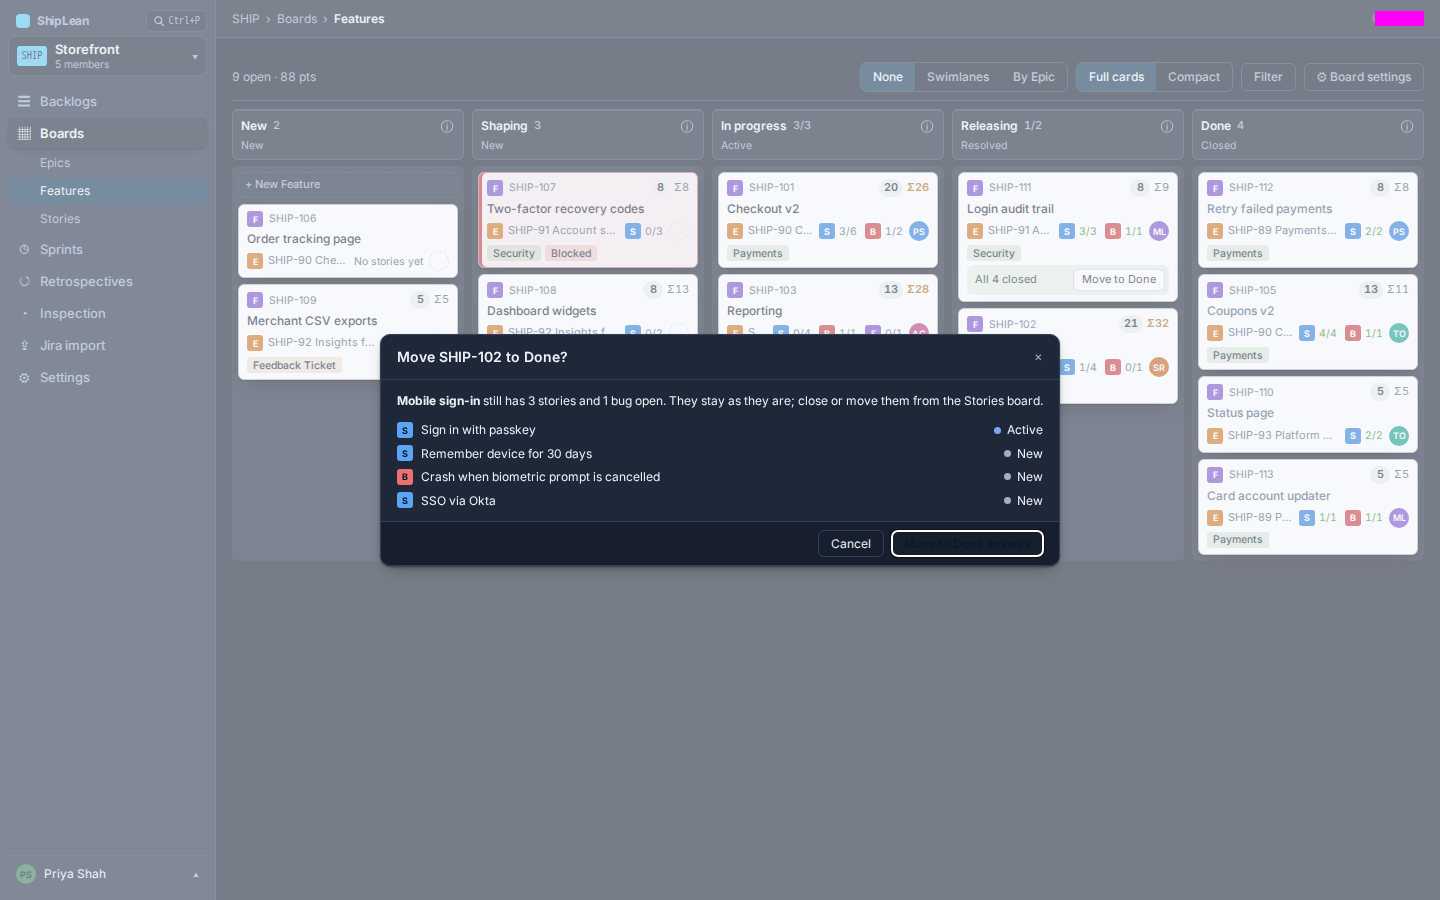 ShipLean
Ctrl+P
SHIP
Storefront
5 members
Backlogs
Boards
Epics
Features
Stories
Sprints
Retrospectives
Inspection
Jira import
Settings
PS
Priya Shah
SHIP › Boards › Features
9 open · 88 pts
None
Swimlanes
By Epic
Full cards
Compact
Filter
Board settings
New 2
New
+ New Feature
F SHIP-106
Order tracking page
E SHIP-90 Che... No stories yet
F SHIP-109 5 Σ5
Merchant CSV exports
E SHIP-92 Insights f...
Feedback Ticket
Shaping 3
New
F SHIP-107 8 Σ8
Two-factor recovery codes
E SHIP-91 Account s... S 0/3
Security Blocked
F SHIP-108 8 Σ13
Dashboard widgets
In progress 3/3
Active
F SHIP-101 20 Σ26
Checkout v2
E SHIP-90 C... S 3/6 B 1/2 PS
Payments
F SHIP-103 13 Σ28
Reporting
Releasing 1/2
Resolved
F SHIP-111 8 Σ9
Login audit trail
E SHIP-91 A... S 3/3 B 1/1 ML
Security
All 4 closed Move to Done
F SHIP-102 21 Σ32
S 1/4 B 0/1 SR
Done 4
Closed
F SHIP-112 8 Σ8
Retry failed payments
E SHIP-89 Payments... S 2/2 PS
Payments
F SHIP-105 13 Σ11
Coupons v2
E SHIP-90 C... S 4/4 B 1/1 TO
Payments
F SHIP-110 5 Σ5
Status page
E SHIP-93 Platform ... S 2/2 TO
F SHIP-113 5 Σ5
Card account updater
E SHIP-89 P... S 1/1 B 1/1 ML
Payments
Move SHIP-102 to Done? ×
Mobile sign-in still has 3 stories and 1 bug open. They stay as they are; close or move them from the Stories board.
S Sign in with passkey Active
S Remember device for 30 days New
B Crash when biometric prompt is cancelled New
S SSO via Okta New
Cancel
Move to Done anyway